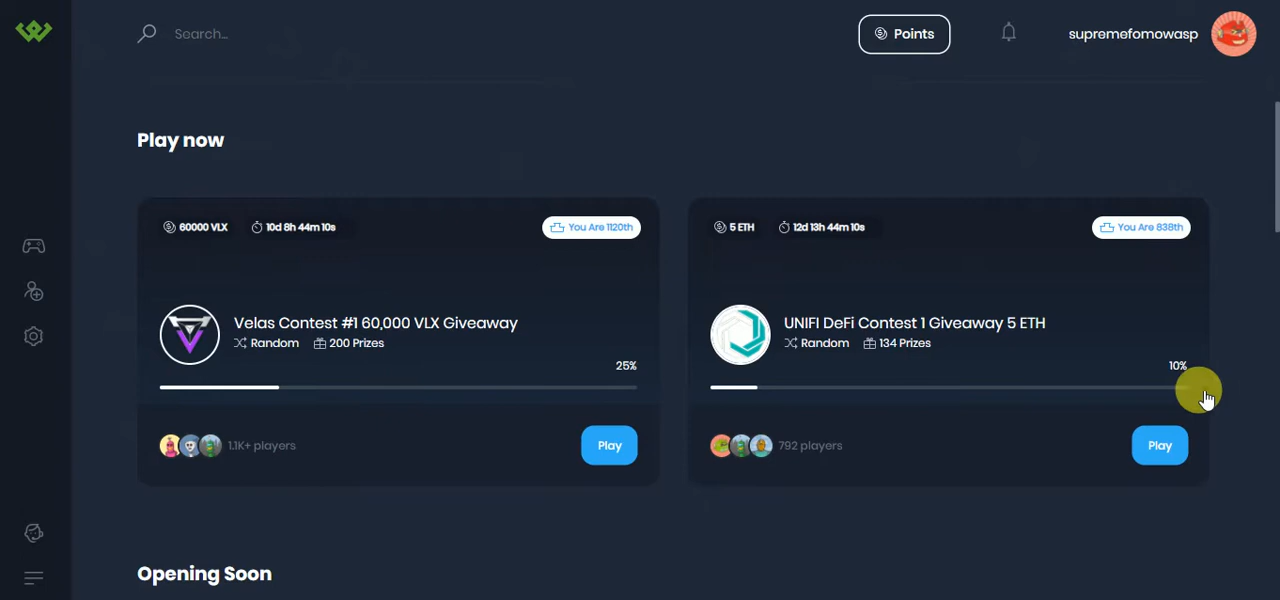 Search...
Points
supremefomowasp
Play now
60000 VLX
10d 8h 44m 10s
You Are 1120th
Velas Contest #1 60,000 VLX Giveaway
Random
200 Prizes
25%
1.1K+ players
Play
5 ETH
12d 13h 44m 10s
You Are 838th
UNIFI DeFi Contest 1 Giveaway 5 ETH
Random
134 Prizes
10%
792 players
Play
Opening Soon